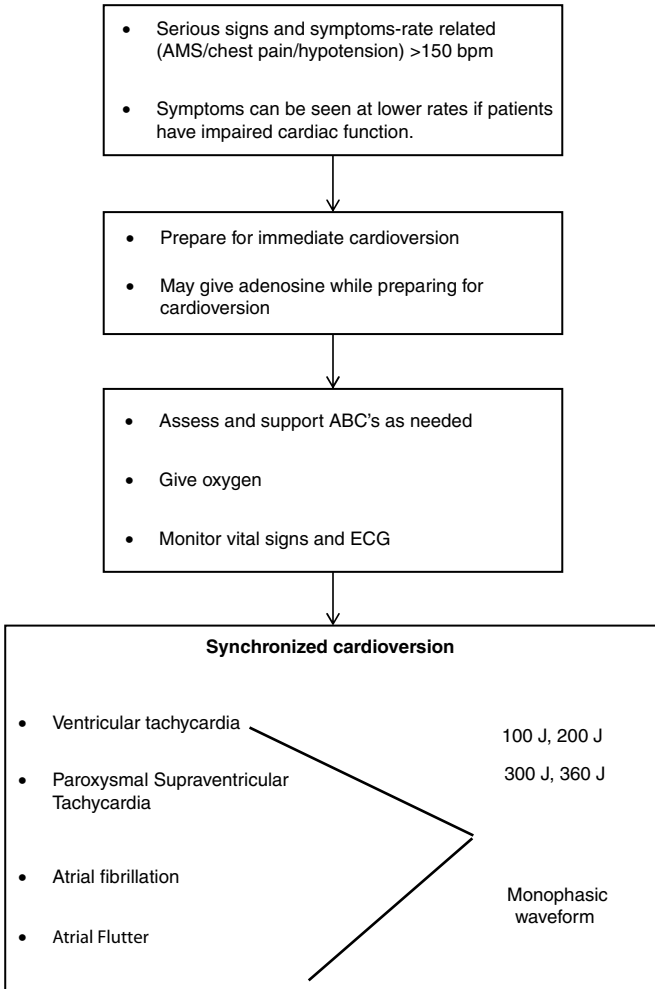 • Serious signs and symptoms-rate related
(AMS/chest pain/hypotension) >150 bpm
• Symptoms can be seen at lower rates if patients
have impaired cardiac function.
• Prepare for immediate cardioversion
• May give adenosine while preparing for
cardioversion
• Assess and support ABC's as needed
• Give oxygen
• Monitor vital signs and ECG
Synchronized cardioversion
• Ventricular tachycardia
• Paroxysmal Supraventricular
Tachycardia
• Atrial fibrillation
• Atrial Flutter
100 J, 200 J
300 J, 360 J
Monophasic
waveform